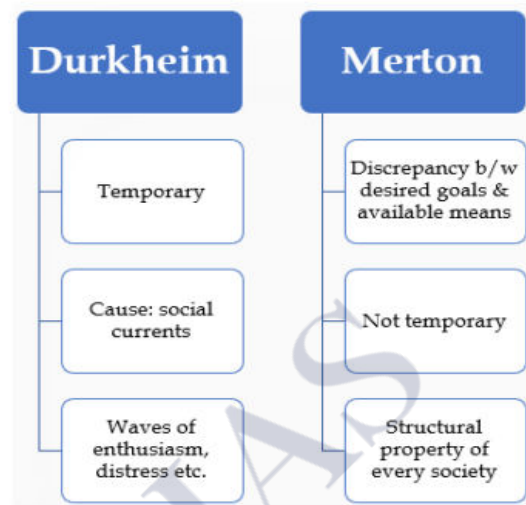 Durkheim
Temporary
Cause: social
currents
Waves of
enthusiasm,
distress etc.
Merton
Discrepancy b/w
desired goals &
available means
Not temporary
Structural
property of
every society
IAS